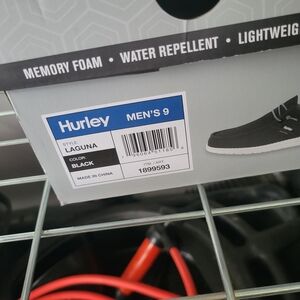 MEMORY FOAM • WATER REPELLENT • LIGHTWEIG
Hurley MEN'S 9
STYLE
LAGUNA
COLOR
BLACK
MADE IN CHINA
1899593